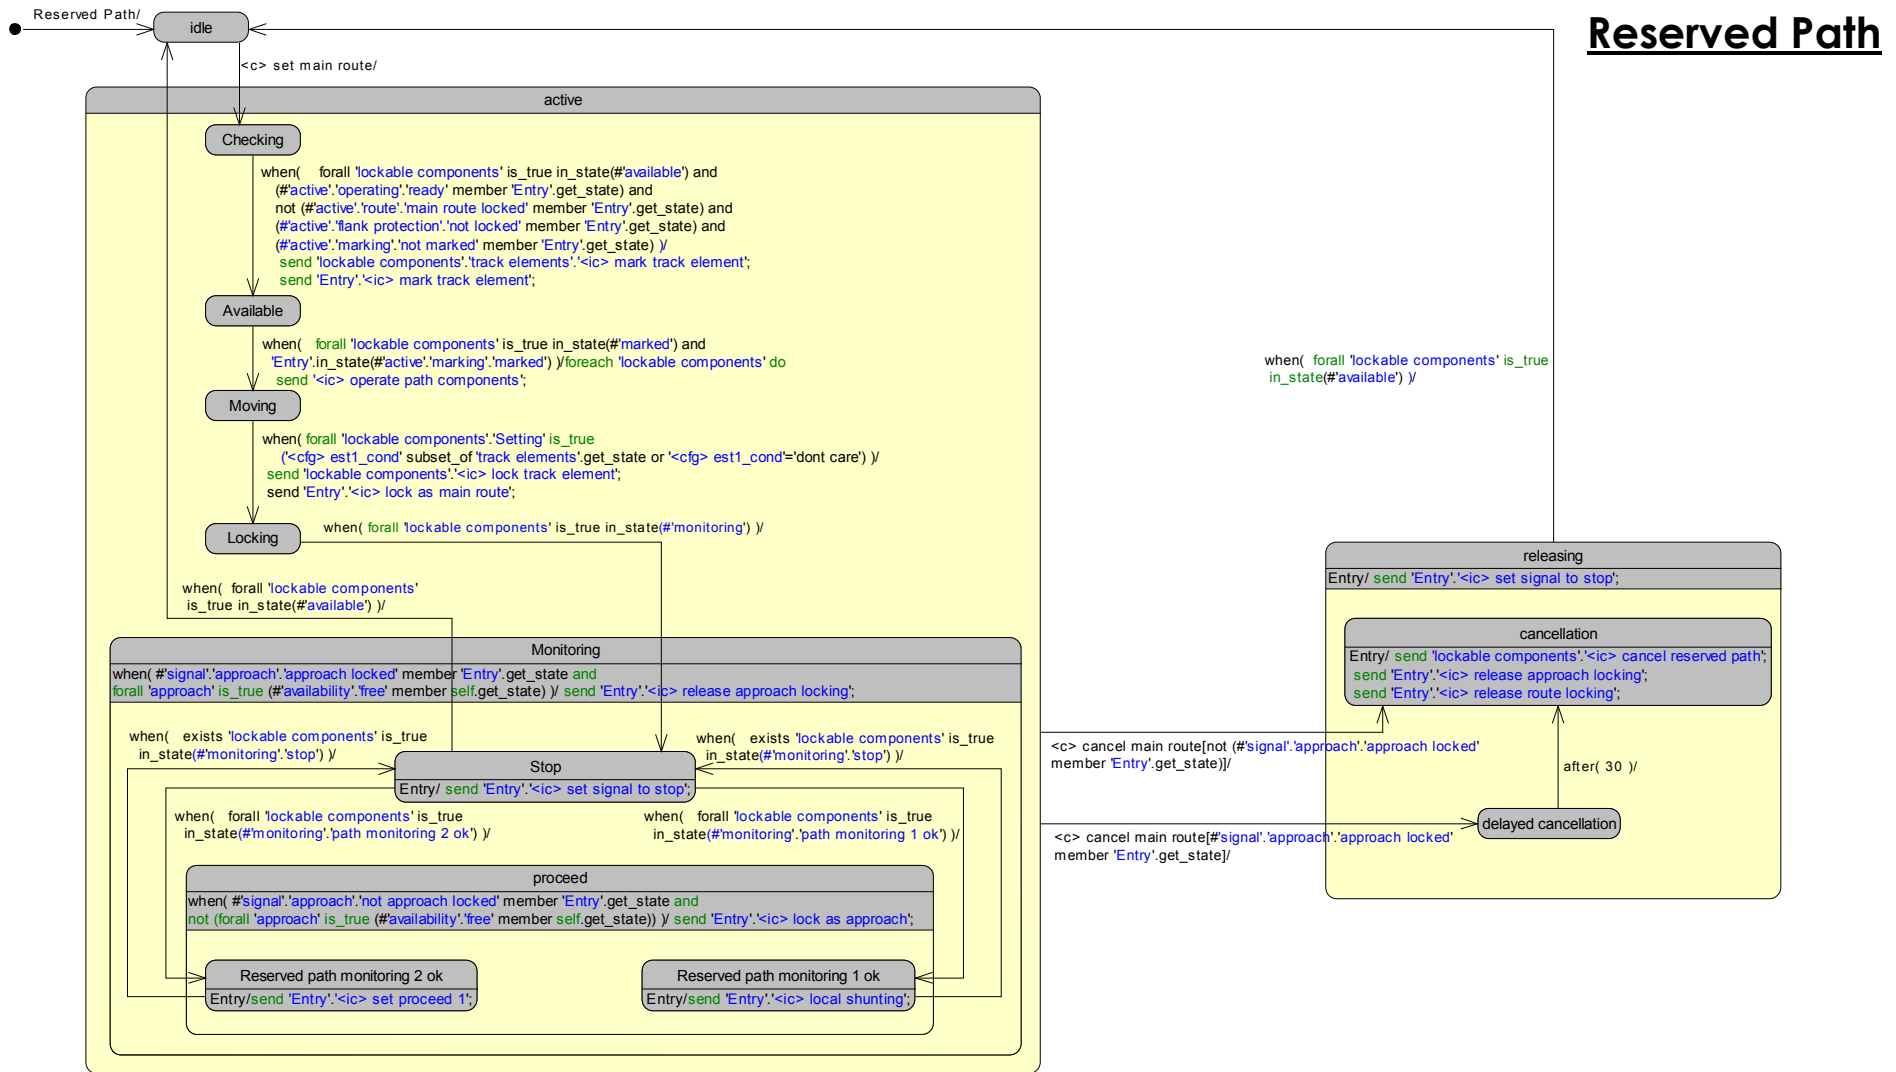 Reserved Path/
idle
Reserved Path
<c> set main route/
active
Checking
when( forall 'lockable components' is_true in_state(#'available') and
(#'active'.'operating'.'ready' member 'Entry'.get_state) and
not (#'active'.'route'.'main route locked' member 'Entry'.get_state) and
(#'active'.'flank protection'.'not locked' member 'Entry'.get_state) and
(#'active'.'marking'.'not marked' member 'Entry'.get_state) )/
send 'lockable components'.'track elements'.'<ic> mark track element';
send 'Entry'.'<ic> mark track element';
Available
when( forall 'lockable components' is_true in_state(#'marked') and
'Entry'.in_state(#'active'.'marking'.'marked') )/foreach 'lockable components' do
send '<ic> operate path components';
Moving
when( forall 'lockable components'.'Setting' is_true
('<cfg> est1_cond' subset_of 'track elements'.get_state or '<cfg> est1_cond'='dont care') )/
send 'lockable components'.'<ic> lock track element';
send 'Entry'.'<ic> lock as main route';
Locking
when( forall 'lockable components' is_true in_state(#'monitoring') )/
when( forall 'lockable components'
is_true in_state(#'available') )/
Monitoring
when( #'signal'.'approach'.'approach locked' member 'Entry'.get_state and
forall 'approach' is_true (#'availability'.'free' member self.get_state) )/ send 'Entry'.'<ic> release approach locking';
when( exists 'lockable components' is_true
in_state(#'monitoring'.'stop') )/
when( exists 'lockable components' is_true
in_state(#'monitoring'.'stop') )/
Stop
Entry/ send 'Entry'.'<ic> set signal to stop';
when( forall 'lockable components' is_true
in_state(#'monitoring'.'path monitoring 2 ok') )/
when( forall 'lockable components' is_true
in_state(#'monitoring'.'path monitoring 1 ok') )/
proceed
when( #'signal'.'approach'.'not approach locked' member 'Entry'.get_state and
not (forall 'approach' is_true (#'availability'.'free' member self.get_state)) )/ send 'Entry'.'<ic> lock as approach';
Reserved path monitoring 2 ok
Entry/send 'Entry'.'<ic> set proceed 1';
Reserved path monitoring 1 ok
Entry/send 'Entry'.'<ic> local shunting';
when( forall 'lockable components' is_true
in_state(#'available') )/
releasing
Entry/ send 'Entry'.'<ic> set signal to stop';
cancellation
Entry/ send 'lockable components'.'<ic> cancel reserved path';
send 'Entry'.'<ic> release approach locking';
send 'Entry'.'<ic> release route locking';
<c> cancel main route[not (#'signal'.'approach'.'approach locked'
member 'Entry'.get_state)]/
after( 30 )/
delayed cancellation
<c> cancel main route[#'signal'.'approach'.'approach locked'
member 'Entry'.get_state]/